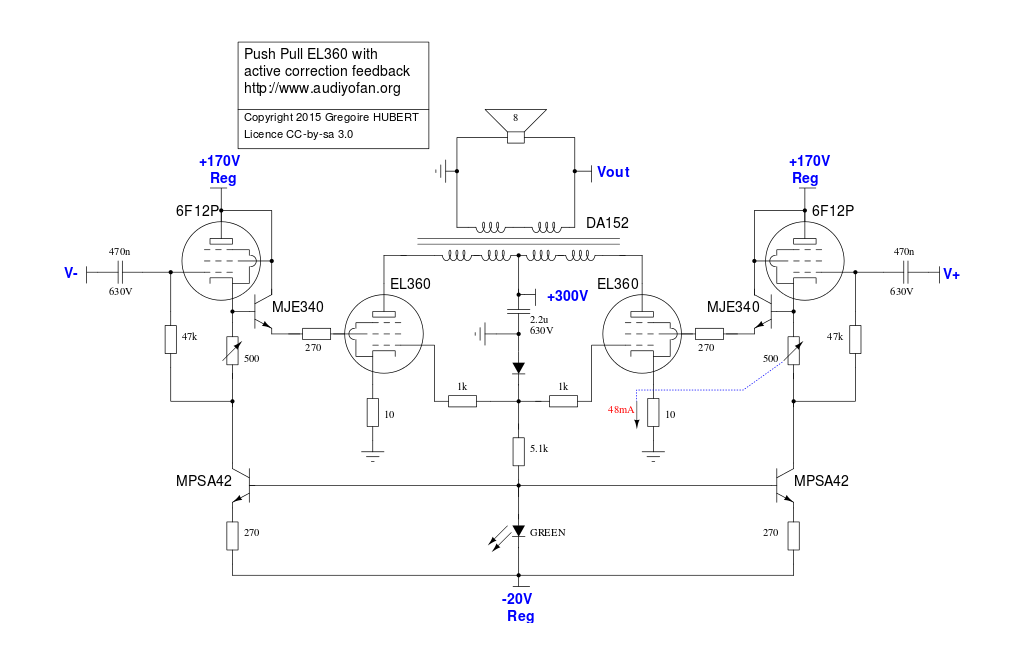 Push Pull EL360 with
active correction feedback
http://www.audiyofan.org
Copyright 2015 Gregoire HUBERT
Licence CC-by-sa 3.0
8
Vout
DA152
+170V
Reg
6F12P
470n
V-
630V
47k
500
MJE340
270
EL360
+300V
2.2u
630V
EL360
MJE340
270
+170V
Reg
6F12P
470n
V+
630V
47k
500
10
1k
1k
48mA
10
5.1k
MPSA42
270
GREEN
MPSA42
270
-20V
Reg